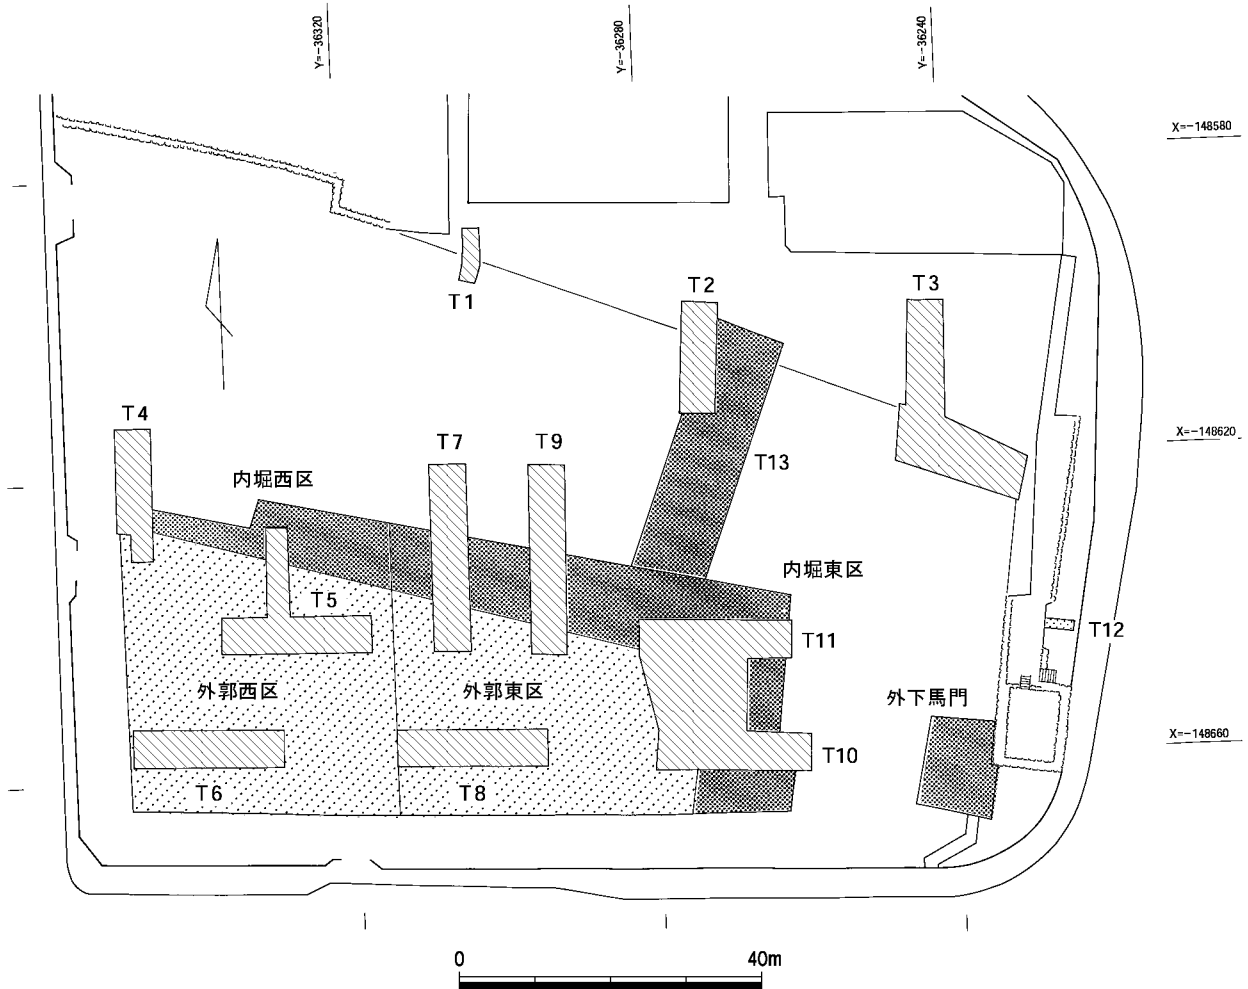 Y=-36320
Y=-36280
Y=-36240
X=-148580
T1
T2
T3
T4
X=-148620
T7
T9
T13
内堀西区
内堀東区
T5
T11
T12
外郭西区
外郭東区
外下馬門
X=-148660
T10
T6
T8
0
40m